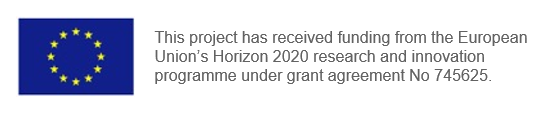 This project has received funding from the European
Union’s Horizon 2020 research and innovation
programme under grant agreement No 745625.